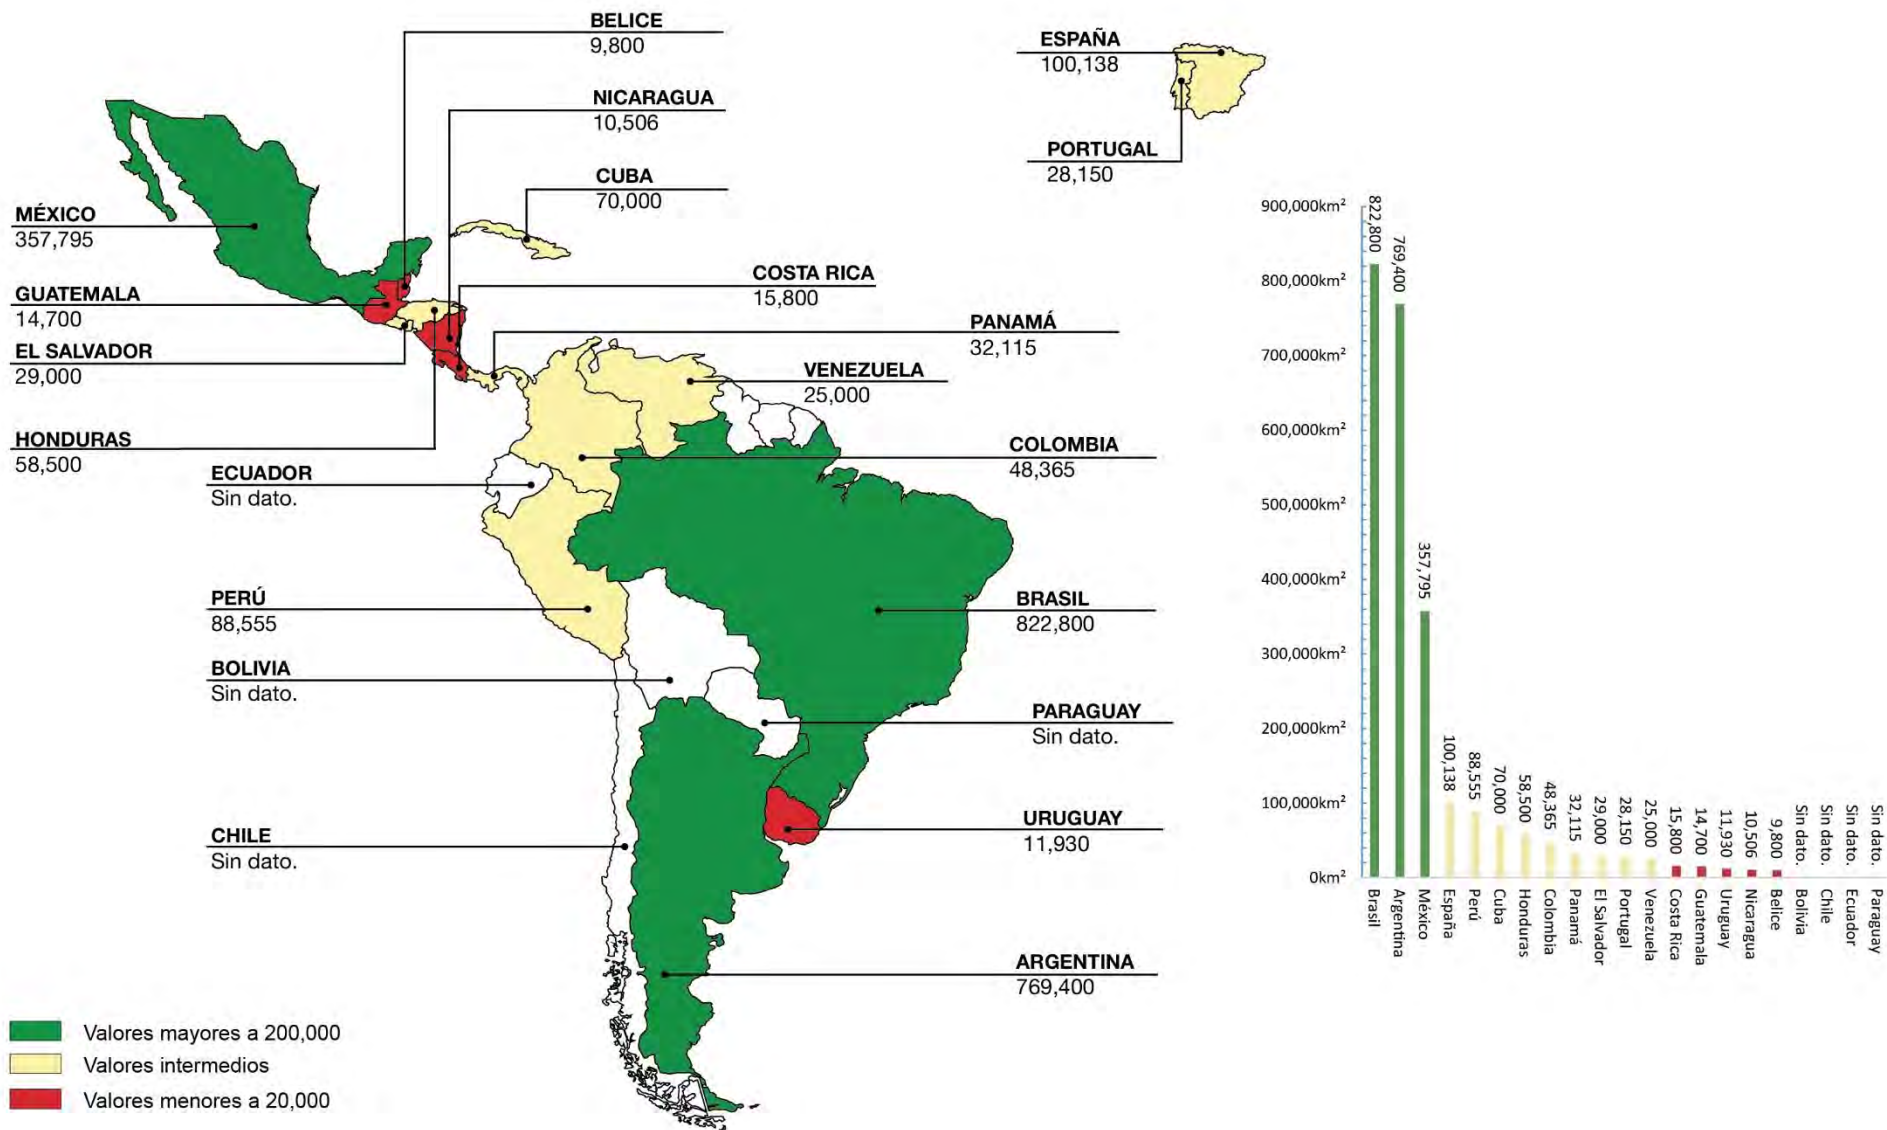 BELICE
9,800
NICARAGUA
10,506
CUBA
70,000
MÉXICO
357,795
GUATEMALA
14,700
EL SALVADOR
29,000
HONDURAS
58,500
COSTA RICA
15,800
PANAMÁ
32,115
VENEZUELA
25,000
COLOMBIA
48,365
ECUADOR
Sin dato.
PERÚ
88,555
BOLIVIA
Sin dato.
CHILE
Sin dato.
BRASIL
822,800
PARAGUAY
Sin dato.
URUGUAY
11,930
ARGENTINA
769,400
ESPAÑA
100,138
PORTUGAL
28,150
Valores mayores a 200,000
Valores intermedios
Valores menores a 20,000
900,000km²
800,000km²
700,000km²
600,000km²
500,000km²
400,000km²
300,000km²
200,000km²
100,000km²
0km²
822,800
769,400
357,795
100,138
88,555
70,000
58,500
48,365
32,115
29,000
28,150
25,000
15,800
14,700
11,930
10,506
9,800
Sin dato.
Sin dato.
Sin dato.
Sin dato.
Brasil
Argentina
México
España
Perú
Cuba
Honduras
Colombia
Panamá
El Salvador
Portugal
Venezuela
Costa Rica
Guatemala
Uruguay
Nicaragua
Belice
Bolivia
Chile
Ecuador
Paraguay